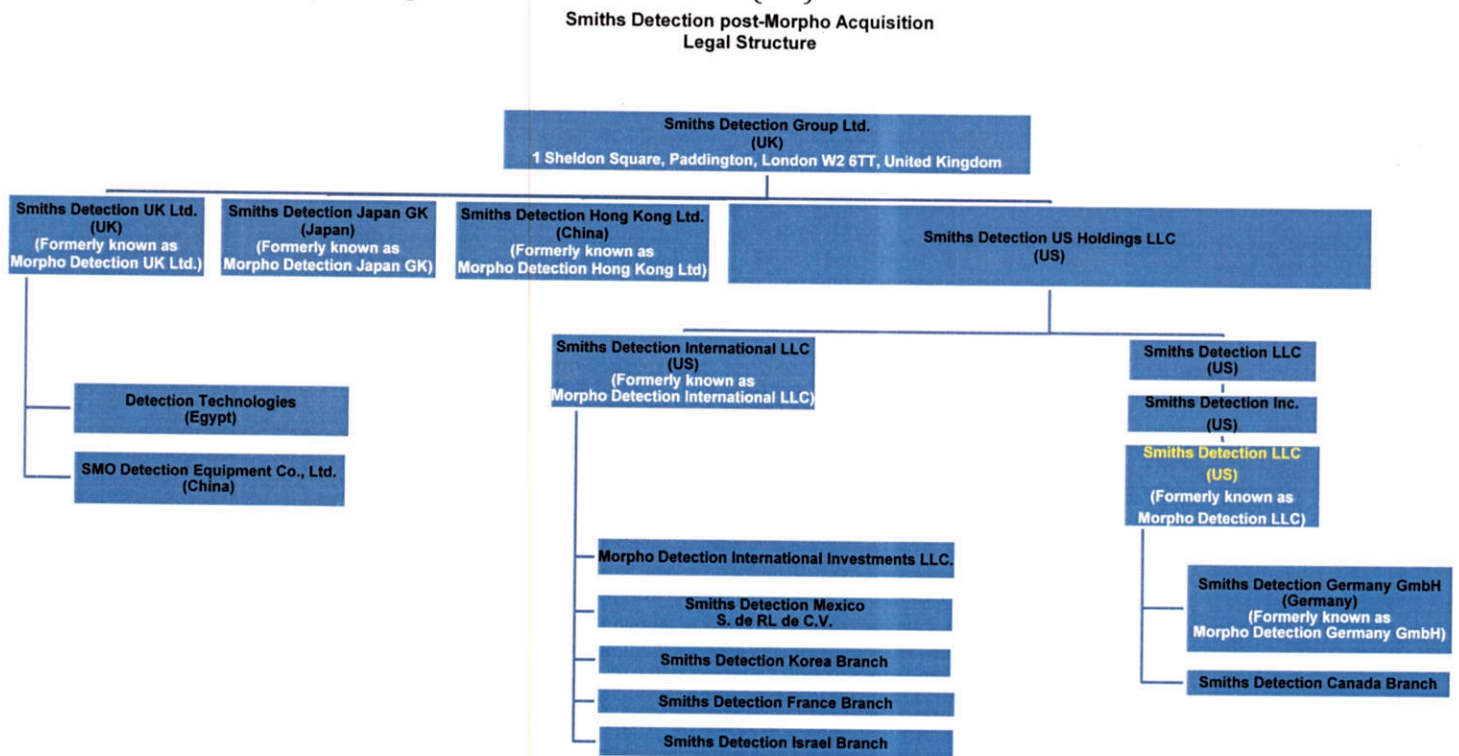 Smiths Detection post-Morpho Acquisition
Legal Structure
Smiths Detection Group Ltd.
(UK)
1 Sheldon Square, Paddington, London W2 6TT, United Kingdom
Smiths Detection UK Ltd.
(UK)
(Formerly known as
Morpho Detection UK Ltd.)
Smiths Detection Japan GK
(Japan)
(Formerly known as
Morpho Detection Japan GK)
Smiths Detection Hong Kong Ltd.
(China)
(Formerly known as
Morpho Detection Hong Kong Ltd)
Smiths Detection US Holdings LLC
(US)
Detection Technologies
(Egypt)
SMO Detection Equipment Co., Ltd.
(China)
Smiths Detection International LLC
(US)
(Formerly known as
Morpho Detection International LLC)
Morpho Detection International Investments LLC.
Smiths Detection Mexico
S. de RL de C.V.
Smiths Detection Korea Branch
Smiths Detection France Branch
Smiths Detection Israel Branch
Smiths Detection LLC
(US)
Smiths Detection Inc.
(US)
Smiths Detection LLC
(US)
(Formerly known as
Morpho Detection LLC)
Smiths Detection Germany GmbH
(Germany)
(Formerly known as
Morpho Detection Germany GmbH)
Smiths Detection Canada Branch